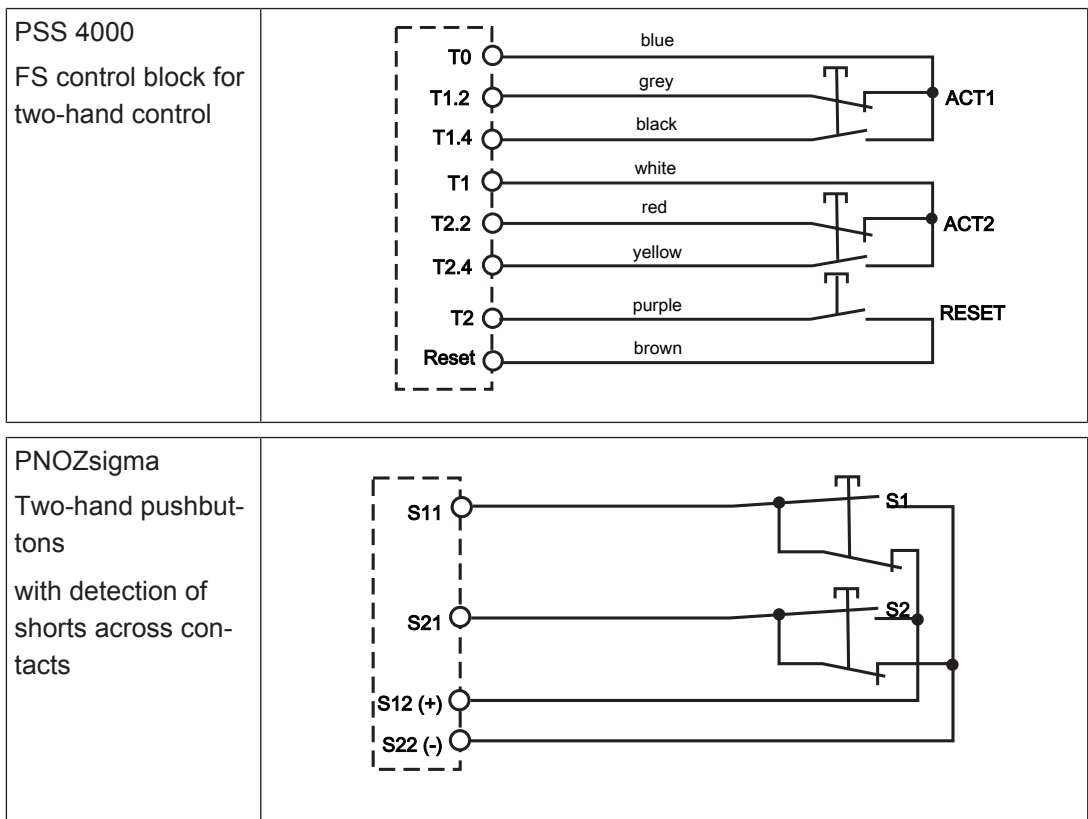 PSS 4000
FS control block for
two-hand control
T0
blue
T1.2
grey
ACT1
T1.4
black
T1
white
T2.2
red
ACT2
T2.4
yellow
T2
purple
RESET
Reset
brown
PNOZsigma
Two-hand pushbut-
tons
with detection of
shorts across con-
tacts
S11
S1
S21
S2
S12 (+)
S22 (-)